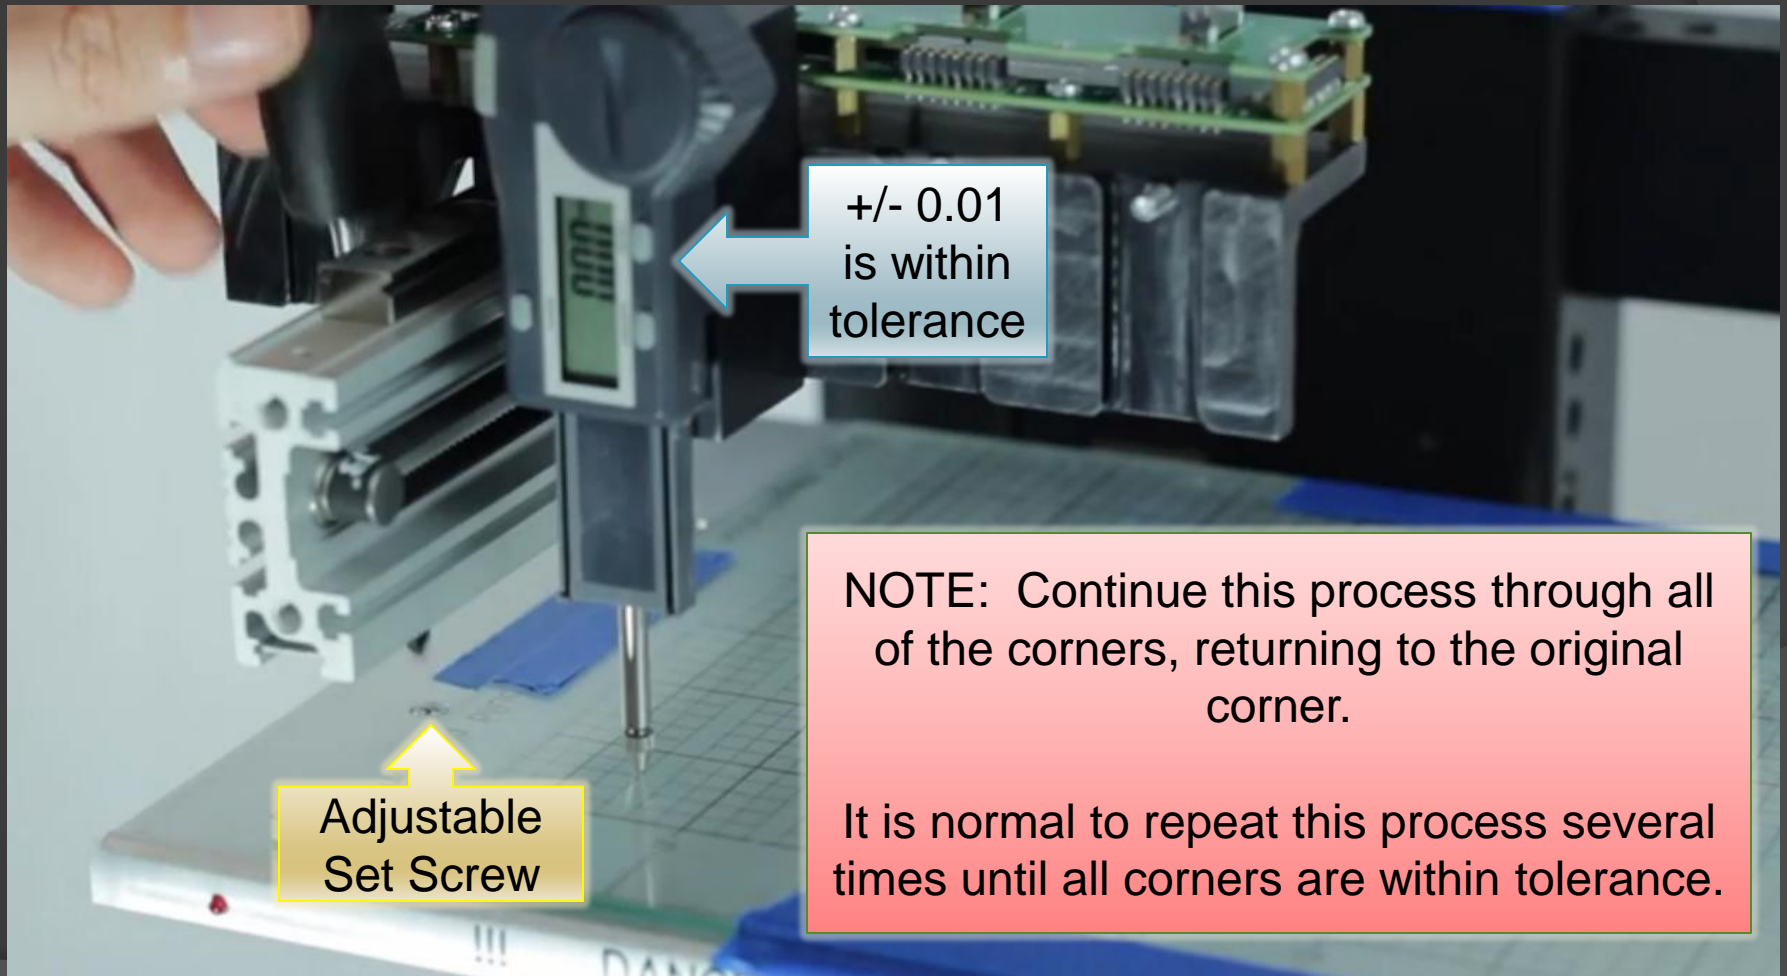 +/- 0.01
is within
tolerance
NOTE: Continue this process through all
of the corners, returning to the original
corner.
It is normal to repeat this process several
times until all corners are within tolerance.
Adjustable
Set Screw
!!!